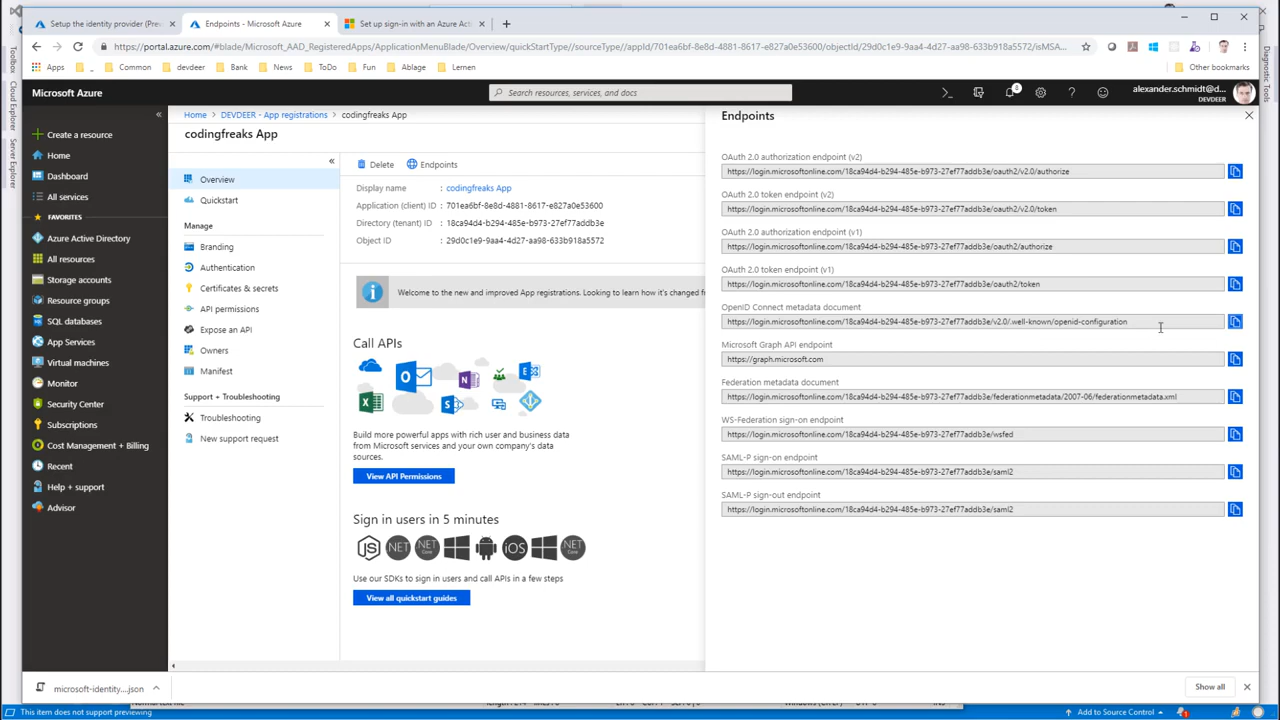 Setup the identity provider (Pre
Endpoints - Microsoft Azure
Set up sign-in with an Azure Act
https://portal.azure.com/#blade/Microsoft_AAD_RegisteredApps/ApplicationMenuBlade/Overview/quickStartType//sourceType//appId/701ea6bf-8e8d-4881-8617-e827a0e53600/objectId/29d0c1e9-9aa4-4d27-aa98-633b918a5572/isMSA...
Apps
Common
devdeer
Bank
News
ToDo
Fun
Ablage
Lernen
Other bookmarks
Toolbox
Cloud Explorer
Server Explorer
Diagnostic Tools
Microsoft Azure
Search resources, services, and docs
alexander.schmidt@d...
DEVDEER
Create a resource
Home
Dashboard
All services
FAVORITES
Azure Active Directory
All resources
Storage accounts
Resource groups
SQL databases
App Services
Virtual machines
Monitor
Security Center
Subscriptions
Cost Management + Billing
Recent
Help + support
Advisor
Home > DEVDEER - App registrations > codingfreaks App
codingfreaks App
Overview
Quickstart
Manage
Branding
Authentication
Certificates & secrets
API permissions
Expose an API
Owners
Manifest
Support + Troubleshooting
Troubleshooting
New support request
Delete
Endpoints
Display name : codingfreaks App
Application (client) ID : 701ea6bf-8e8d-4881-8617-e827a0e53600
Directory (tenant) ID : 18ca94d4-b294-485e-b973-27ef77addb3e
Object ID : 29d0c1e9-9aa4-4d27-aa98-633b918a5572
Welcome to the new and improved App registrations. Looking to learn how it's changed f
Call APIs
Build more powerful apps with rich user and business data
from Microsoft services and your own company's data
sources.
View API Permissions
Sign in users in 5 minutes
Use our SDKs to sign in users and call APIs in a few steps
View all quickstart guides
Endpoints
OAuth 2.0 authorization endpoint (v2)
https://login.microsoftonline.com/18ca94d4-b294-485e-b973-27ef77addb3e/oauth2/v2.0/authorize
OAuth 2.0 token endpoint (v2)
https://login.microsoftonline.com/18ca94d4-b294-485e-b973-27ef77addb3e/oauth2/v2.0/token
OAuth 2.0 authorization endpoint (v1)
https://login.microsoftonline.com/18ca94d4-b294-485e-b973-27ef77addb3e/oauth2/authorize
OAuth 2.0 token endpoint (v1)
https://login.microsoftonline.com/18ca94d4-b294-485e-b973-27ef77addb3e/oauth2/token
OpenID Connect metadata document
https://login.microsoftonline.com/18ca94d4-b294-485e-b973-27ef77addb3e/v2.0/.well-known/openid-configuration
Microsoft Graph API endpoint
https://graph.microsoft.com
Federation metadata document
https://login.microsoftonline.com/18ca94d4-b294-485e-b973-27ef77addb3e/federationmetadata/2007-06/federationmetadata.xml
WS-Federation sign-on endpoint
https://login.microsoftonline.com/18ca94d4-b294-485e-b973-27ef77addb3e/wsfed
SAML-P sign-on endpoint
https://login.microsoftonline.com/18ca94d4-b294-485e-b973-27ef77addb3e/saml2
SAML-P sign-out endpoint
https://login.microsoftonline.com/18ca94d4-b294-485e-b973-27ef77addb3e/saml2
microsoft-identity....json
Show all
This item does not support previewing
Add to Source Control